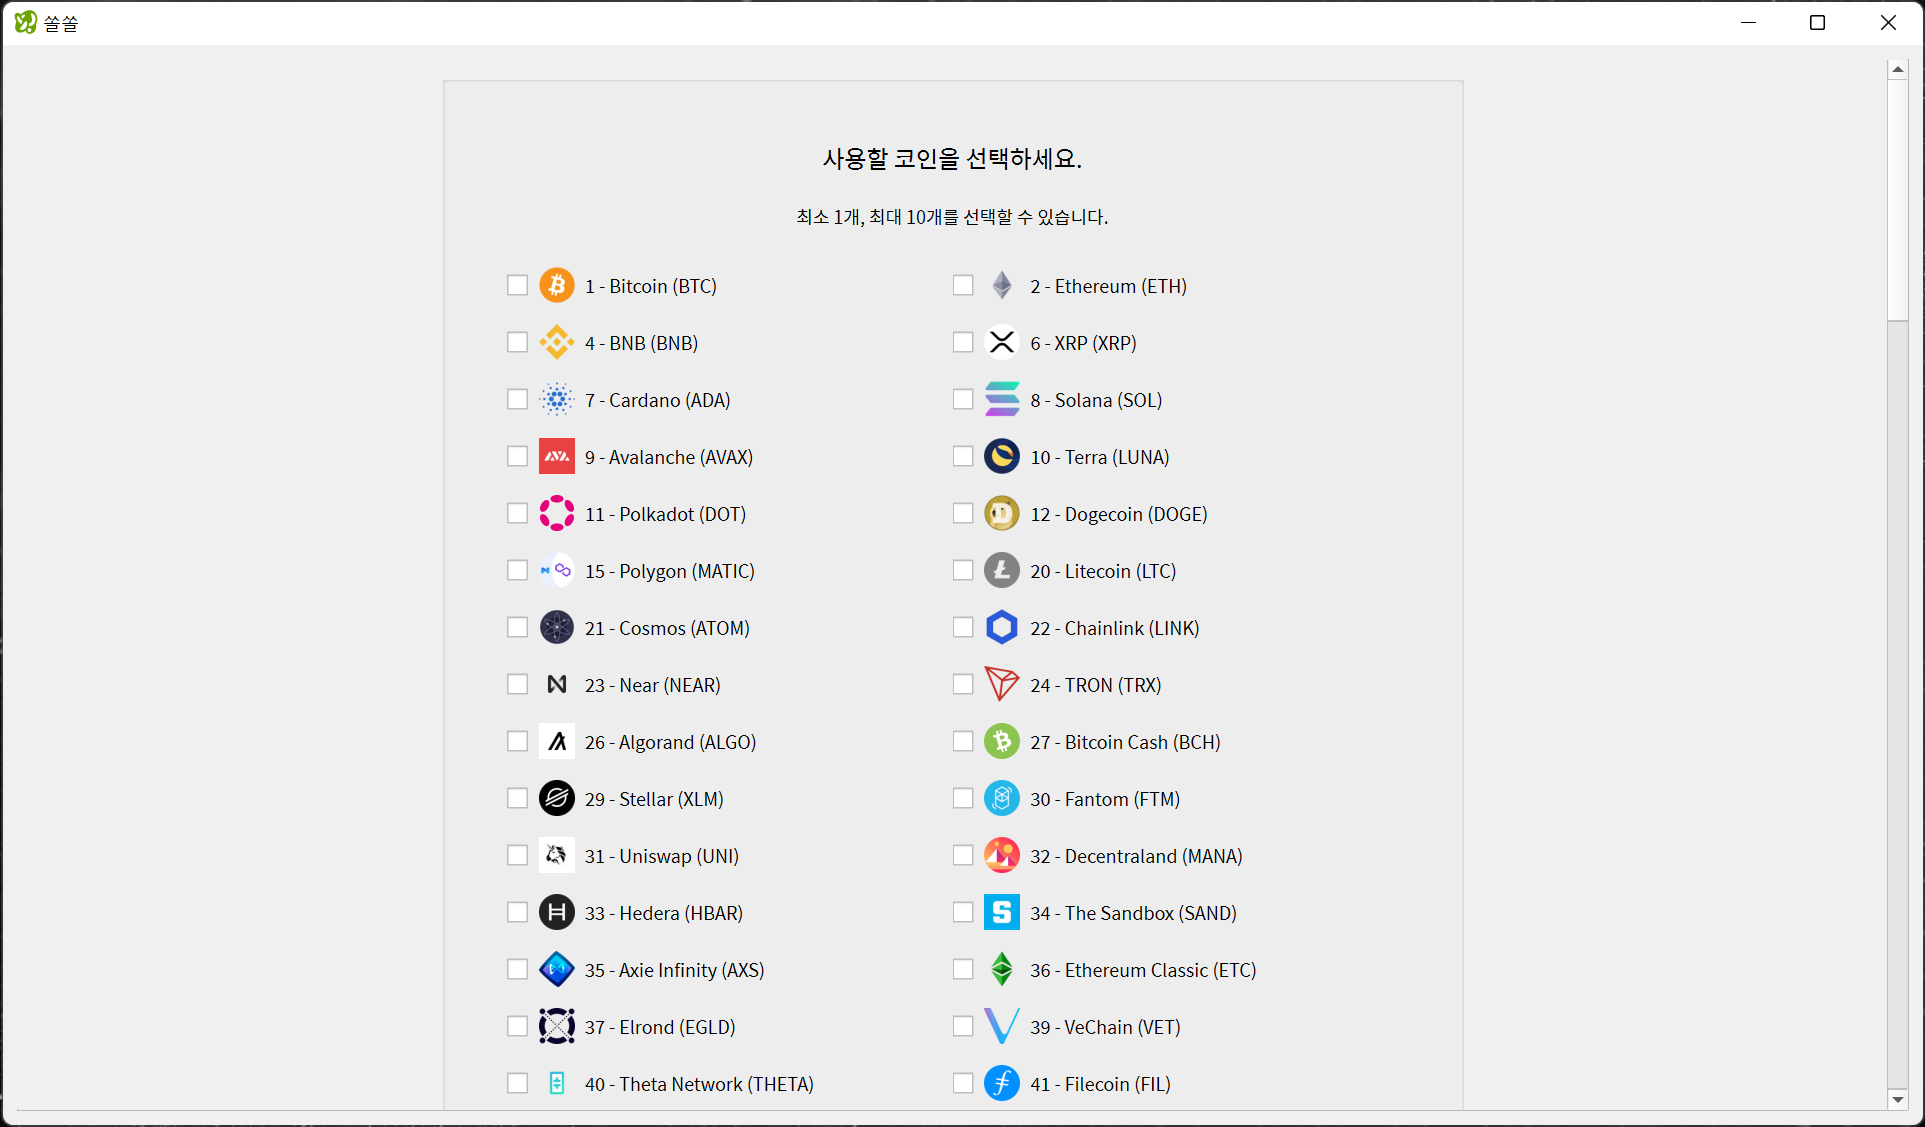 쏠쏠
사용할 코인을 선택하세요.
최소 1개, 최대 10개를 선택할 수 있습니다.
1 - Bitcoin (BTC)
2 - Ethereum (ETH)
4 - BNB (BNB)
6 - XRP (XRP)
7 - Cardano (ADA)
8 - Solana (SOL)
9 - Avalanche (AVAX)
10 - Terra (LUNA)
11 - Polkadot (DOT)
12 - Dogecoin (DOGE)
15 - Polygon (MATIC)
20 - Litecoin (LTC)
21 - Cosmos (ATOM)
22 - Chainlink (LINK)
23 - Near (NEAR)
24 - TRON (TRX)
26 - Algorand (ALGO)
27 - Bitcoin Cash (BCH)
29 - Stellar (XLM)
30 - Fantom (FTM)
31 - Uniswap (UNI)
32 - Decentraland (MANA)
33 - Hedera (HBAR)
34 - The Sandbox (SAND)
35 - Axie Infinity (AXS)
36 - Ethereum Classic (ETC)
37 - Elrond (EGLD)
39 - VeChain (VET)
40 - Theta Network (THETA)
41 - Filecoin (FIL)